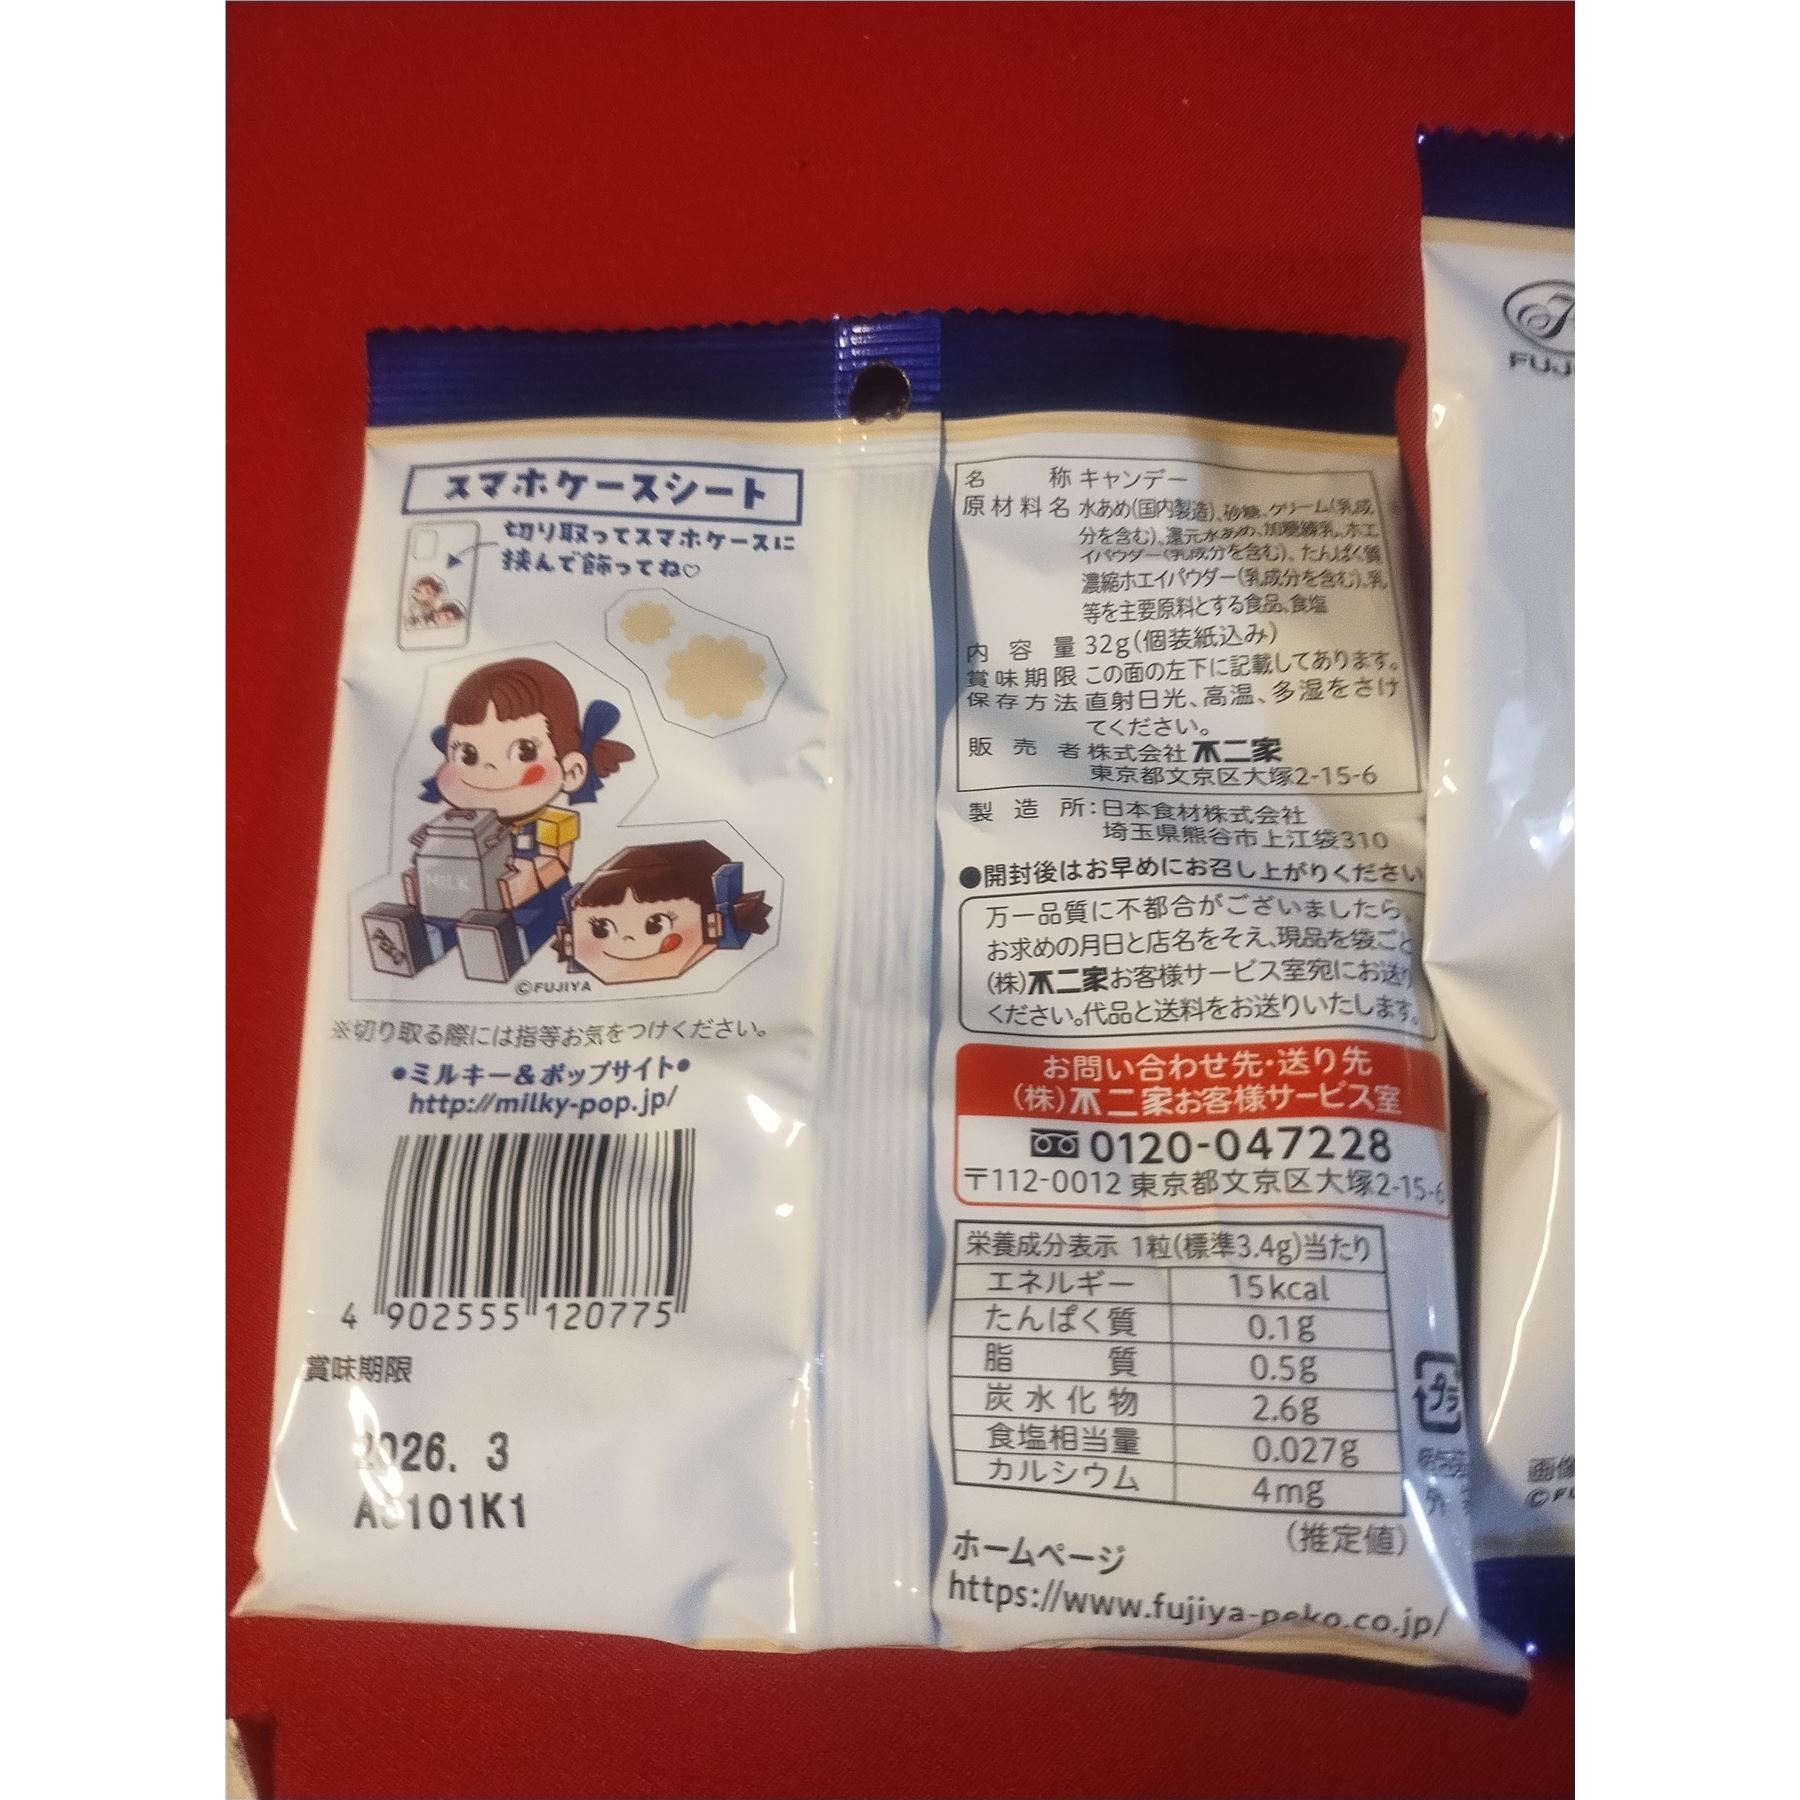 スマホケースシート
切り取ってスマホケースに
挟んで飾ってね♡
MILK
©FUJIYA
※切り取る際には指等お気をつけください。
●ミルキー&ポップサイト●
http://milky-pop.jp/
4 902555 120775
賞味期限
2026. 3
101K1
名称 キャンデー
原材料名 水あめ(国内製造)、砂糖、クリーム(乳成
分を含む)、還元水あめ、加糖練乳、ホエ
イパウダー(乳成分を含む)、たんぱく質
濃縮ホエイパウダー(乳成分を含む)、乳
等を主要原料とする食品、食塩
内容量 32g(個装紙込み)
賞味期限 この面の左下に記載してあります。
保存方法 直射日光、高温、多湿をさけ
てください。
販売者 株式会社 不二家
東京都文京区大塚2-15-6
製造所:日本食材株式会社
埼玉県熊谷市上江袋310
●開封後はお早めにお召し上がりください
万一品質に不都合がございましたら、
お求めの月日と店名をそえ、現品を袋ごと
(株)不二家お客様サービス室宛にお送り
ください。代品と送料をお送りいたします。
お問い合わせ先・送り先
(株)不二家お客様サービス室
0120-047228
〒112-0012 東京都文京区大塚2-15-6
栄養成分表示 1粒(標準3.4g)当たり
エネルギー 15kcal
たんぱく質 0.1g
脂質 0.5g
炭水化物 2.6g
食塩相当量 0.027g
カルシウム 4mg
(推定値)
ホームページ
https://www.fujiya-peko.co.jp/
プラ
FUJ
画像
©FU